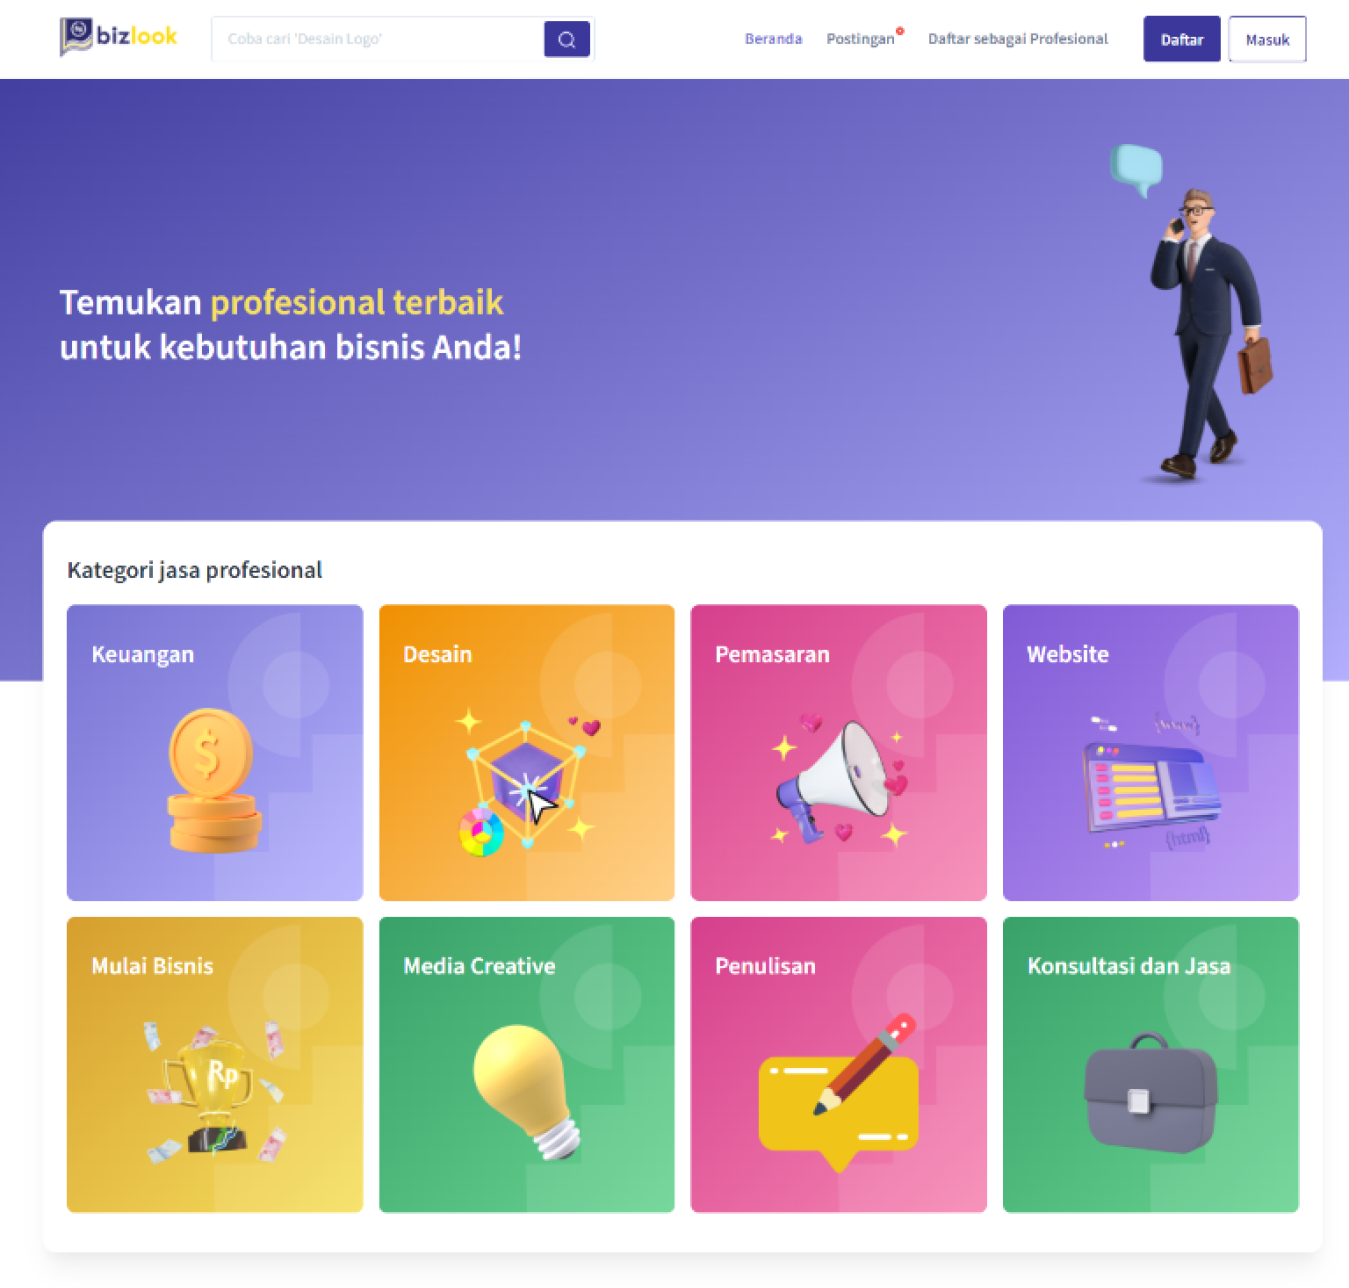 bizlook
Coba cari 'Desain Logo'
Beranda
Postingan
Daftar sebagai Profesional
Daftar
Masuk
Temukan profesional terbaik
untuk kebutuhan bisnis Anda!
Kategori jasa profesional
Keuangan
Desain
Pemasaran
Website
$
{html}
Mulai Bisnis
Media Creative
Penulisan
Konsultasi dan Jasa
Rp